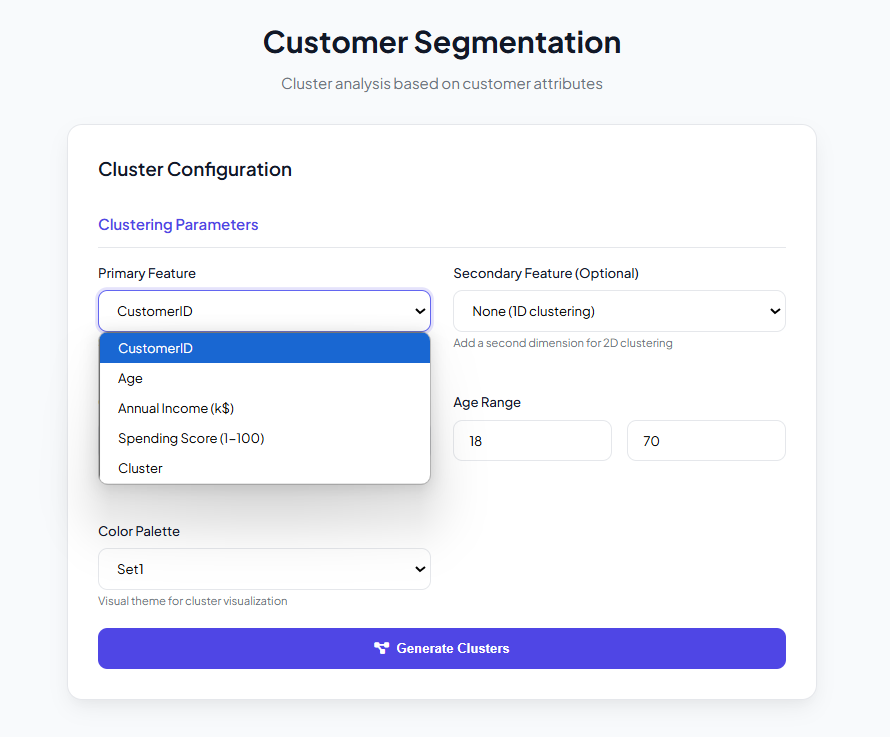 Customer Segmentation
Cluster analysis based on customer attributes
Cluster Configuration
Clustering Parameters
Primary Feature
CustomerID
CustomerID
Age
Annual Income (k$)
Spending Score (1-100)
Cluster
Secondary Feature (Optional)
None (1D clustering)
Add a second dimension for 2D clustering
Age Range
18
70
Color Palette
Set1
Visual theme for cluster visualization
Generate Clusters